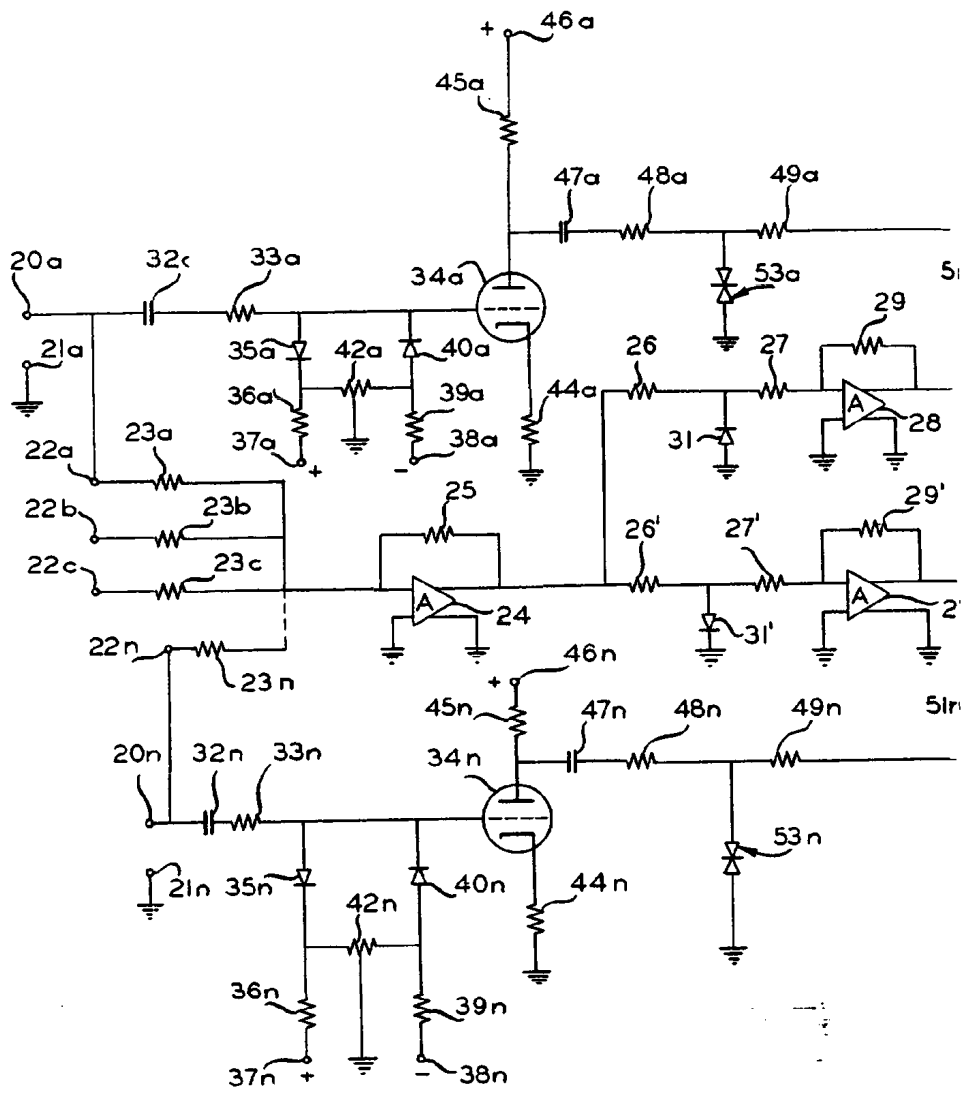 + 46a
45a
47a 48a 49a
20a 32c 33a 34a 53a
21a 35a 42a 40a 26 27 29
36a 39a 44a
37a + − 38a 31 A 28
22a 23a
22b 23b 25 26' 27' 29'
22c 23c
A 24 31' A
22n 23n
+ 46n
45n 47n 48n 49n
20n 32n 33n 34n
53n
21n 35n 42n 40n 44n
36n 39n
37n + − 38n